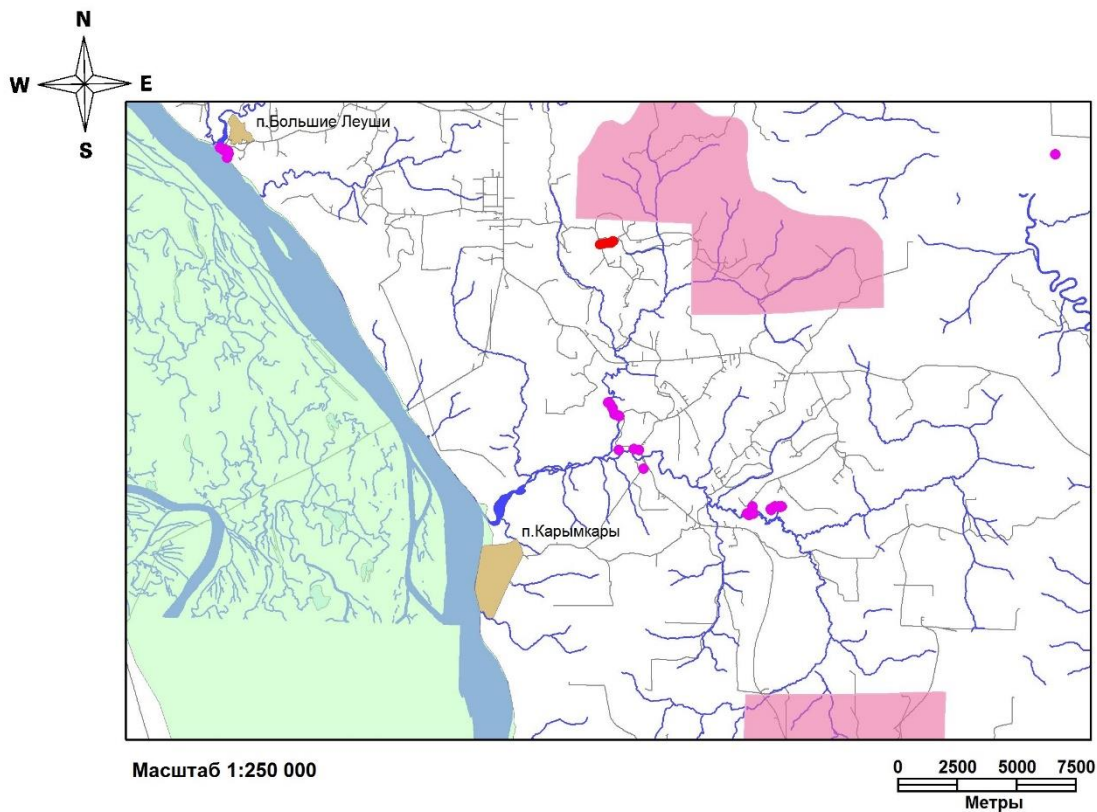 N
W E
S
п.Большие Леуши
п.Карымкары
Масштаб 1:250 000
0 2500 5000 7500
Метры